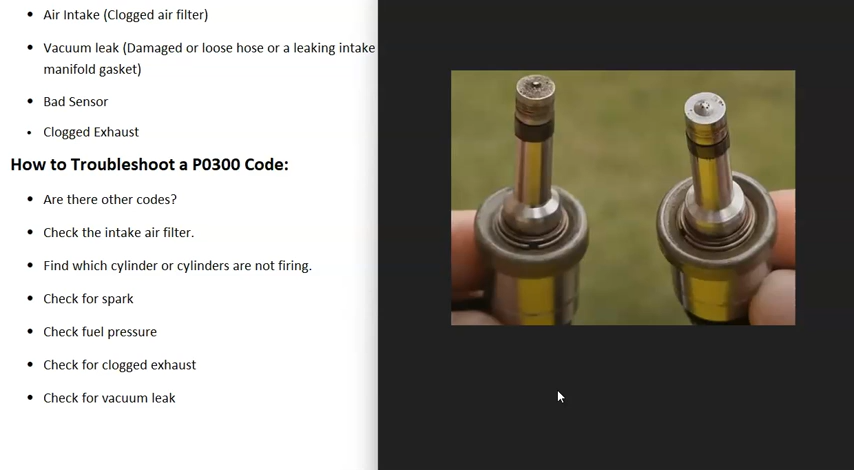 Air Intake (Clogged air filter)
Vacuum leak (Damaged or loose hose or a leaking intake
manifold gasket)
Bad Sensor
Clogged Exhaust
How to Troubleshoot a P0300 Code:
Are there other codes?
Check the intake air filter.
Find which cylinder or cylinders are not firing.
Check for spark
Check fuel pressure
Check for clogged exhaust
Check for vacuum leak